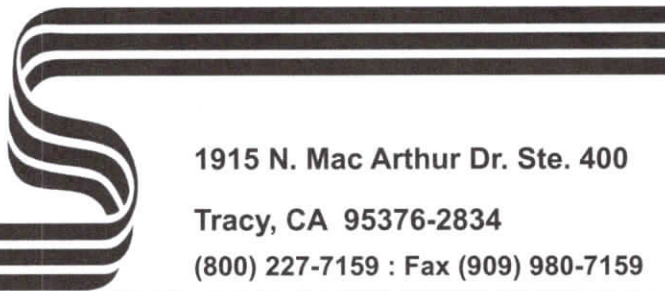 1915 N. Mac Arthur Dr. Ste. 400
Tracy, CA 95376-2834
(800) 227-7159 : Fax (909) 980-7159